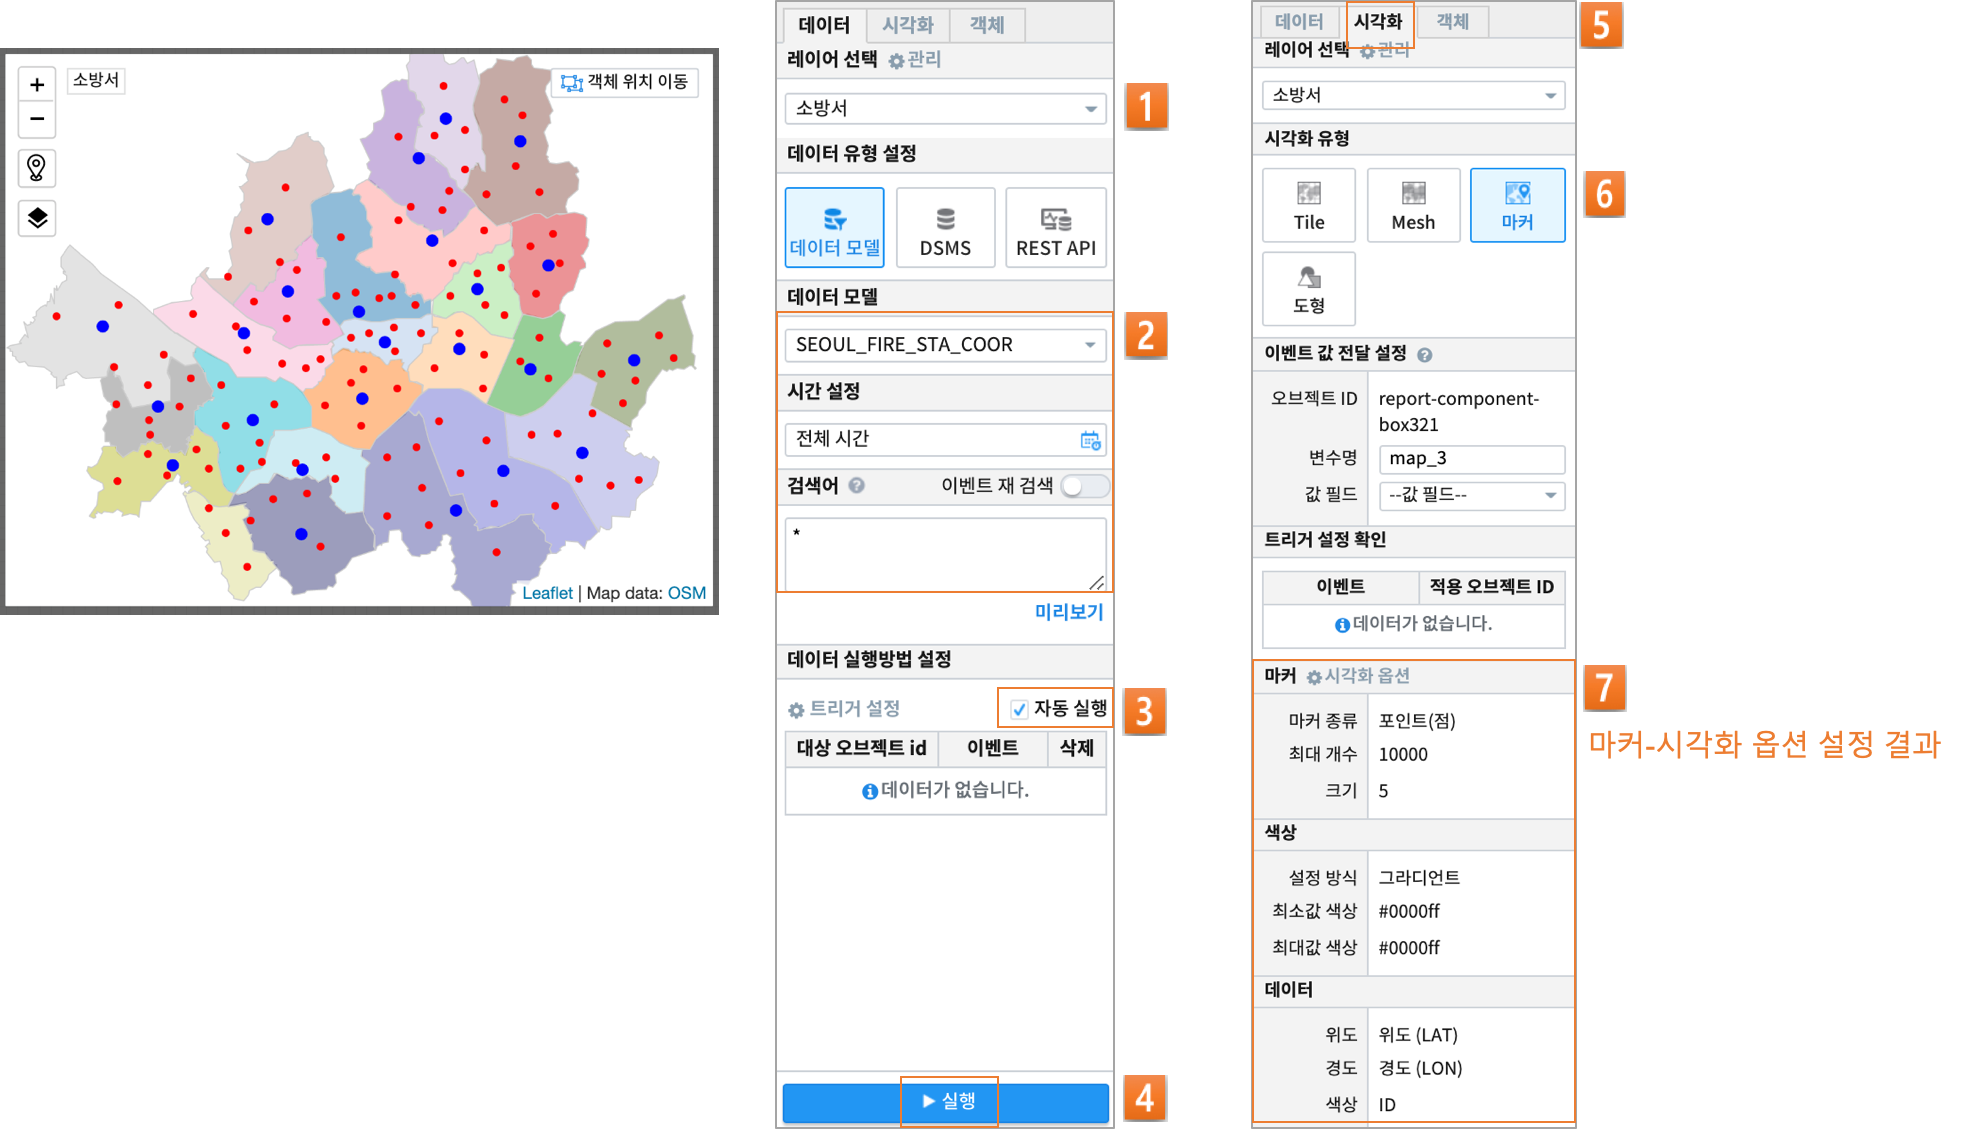 +
소방서
객체 위치 이동
−
Leaflet | Map data: OSM
데이터 시각화 객체
레이어 선택 관리
소방서
1
데이터 유형 설정
데이터 모델 DSMS REST API
데이터 모델
2
SEOUL_FIRE_STA_COOR
시간 설정
전체 시간
검색어 ? 이벤트 재 검색
*
미리보기
데이터 실행방법 설정
트리거 설정 자동 실행
3
대상 오브젝트 id 이벤트 삭제
데이터가 없습니다.
실행
4
데이터 시각화 객체
5
레이어 선택 관리
소방서
시각화 유형
Tile Mesh 마커
6
도형
이벤트 값 전달 설정 ?
오브젝트 ID report-component-
box321
변수명 map_3
값 필드 --값 필드--
트리거 설정 확인
이벤트 적용 오브젝트 ID
데이터가 없습니다.
마커 시각화 옵션
7
마커-시각화 옵션 설정 결과
마커 종류 포인트(점)
최대 개수 10000
크기 5
색상
설정 방식 그라디언트
최소값 색상 #0000ff
최대값 색상 #0000ff
데이터
위도 위도 (LAT)
경도 경도 (LON)
색상 ID